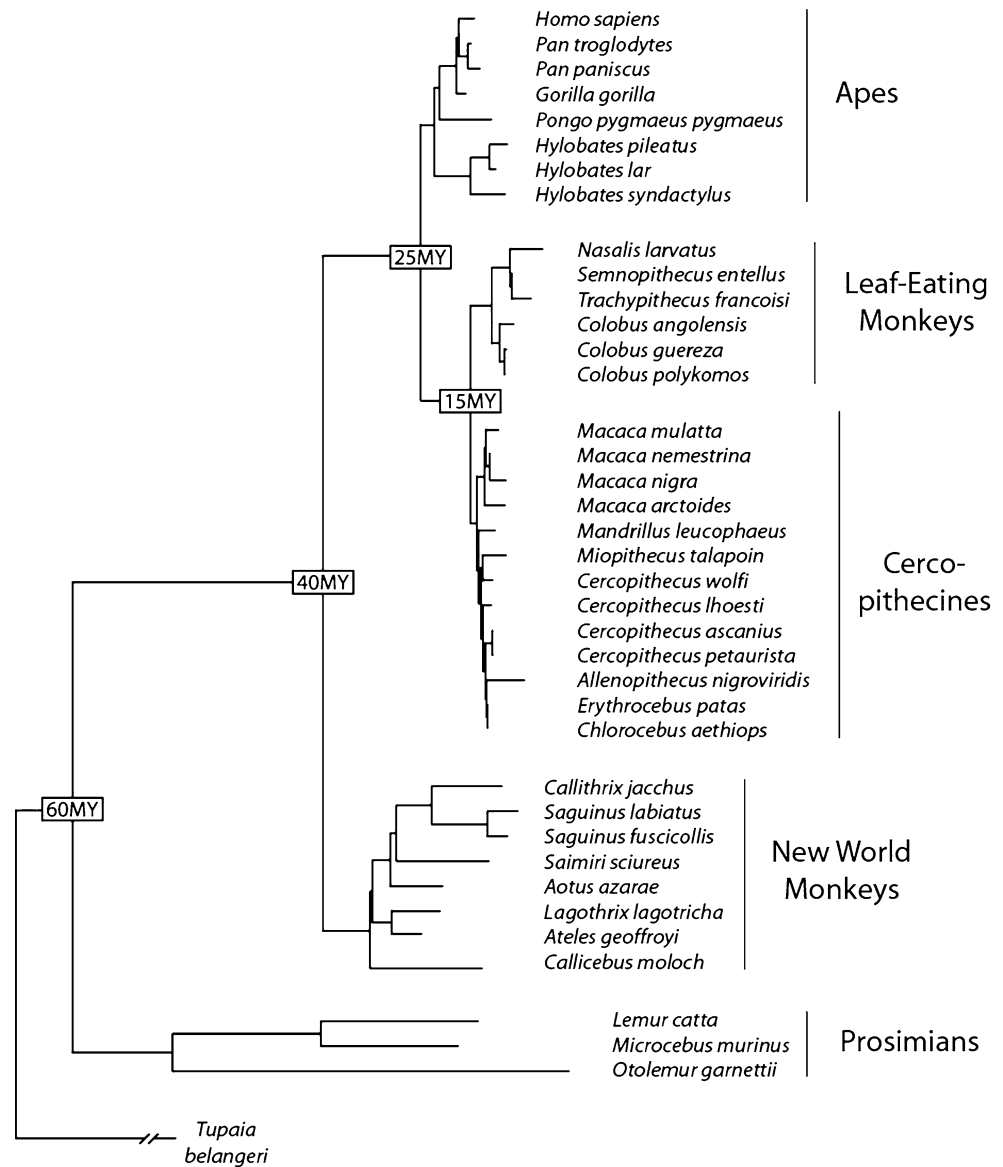 Homo sapiens
Pan troglodytes
Pan paniscus
Gorilla gorilla
Pongo pygmaeus pygmaeus
Hylobates pileatus
Hylobates lar
Hylobates syndactylus
Apes
25MY
Nasalis larvatus
Semnopithecus entellus
Trachypithecus francoisi
Colobus angolensis
Colobus guereza
Colobus polykomos
Leaf-Eating
Monkeys
15MY
Macaca mulatta
Macaca nemestrina
Macaca nigra
Macaca arctoides
Mandrillus leucophaeus
Miopithecus talapoin
Cercopithecus wolfi
Cercopithecus lhoesti
Cercopithecus ascanius
Cercopithecus petaurista
Allenopithecus nigroviridis
Erythrocebus patas
Chlorocebus aethiops
Cerco-
pithecines
40MY
Callithrix jacchus
Saguinus labiatus
Saguinus fuscicollis
Saimiri sciureus
Aotus azarae
Lagothrix lagotricha
Ateles geoffroyi
Callicebus moloch
New World
Monkeys
60MY
Lemur catta
Microcebus murinus
Otolemur garnettii
Prosimians
Tupaia
belangeri